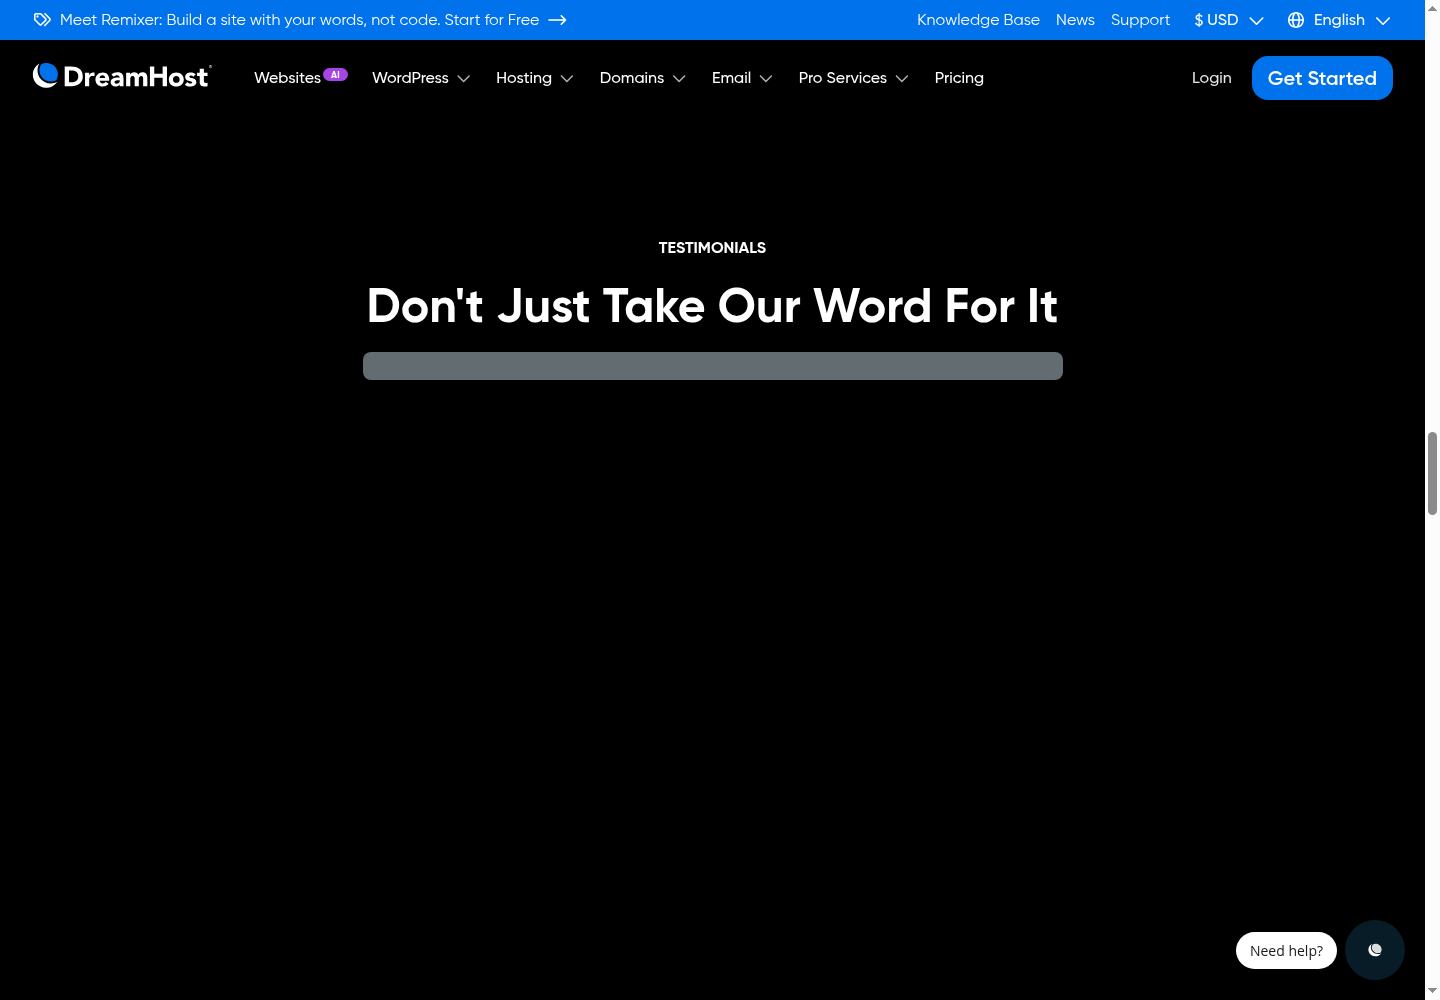 Meet Remixer: Build a site with your words, not code. Start for Free
Knowledge Base News Support $ USD English
DreamHost Websites AI WordPress Hosting Domains Email Pro Services Pricing Login Get Started
TESTIMONIALS
Don't Just Take Our Word For It
Need help?